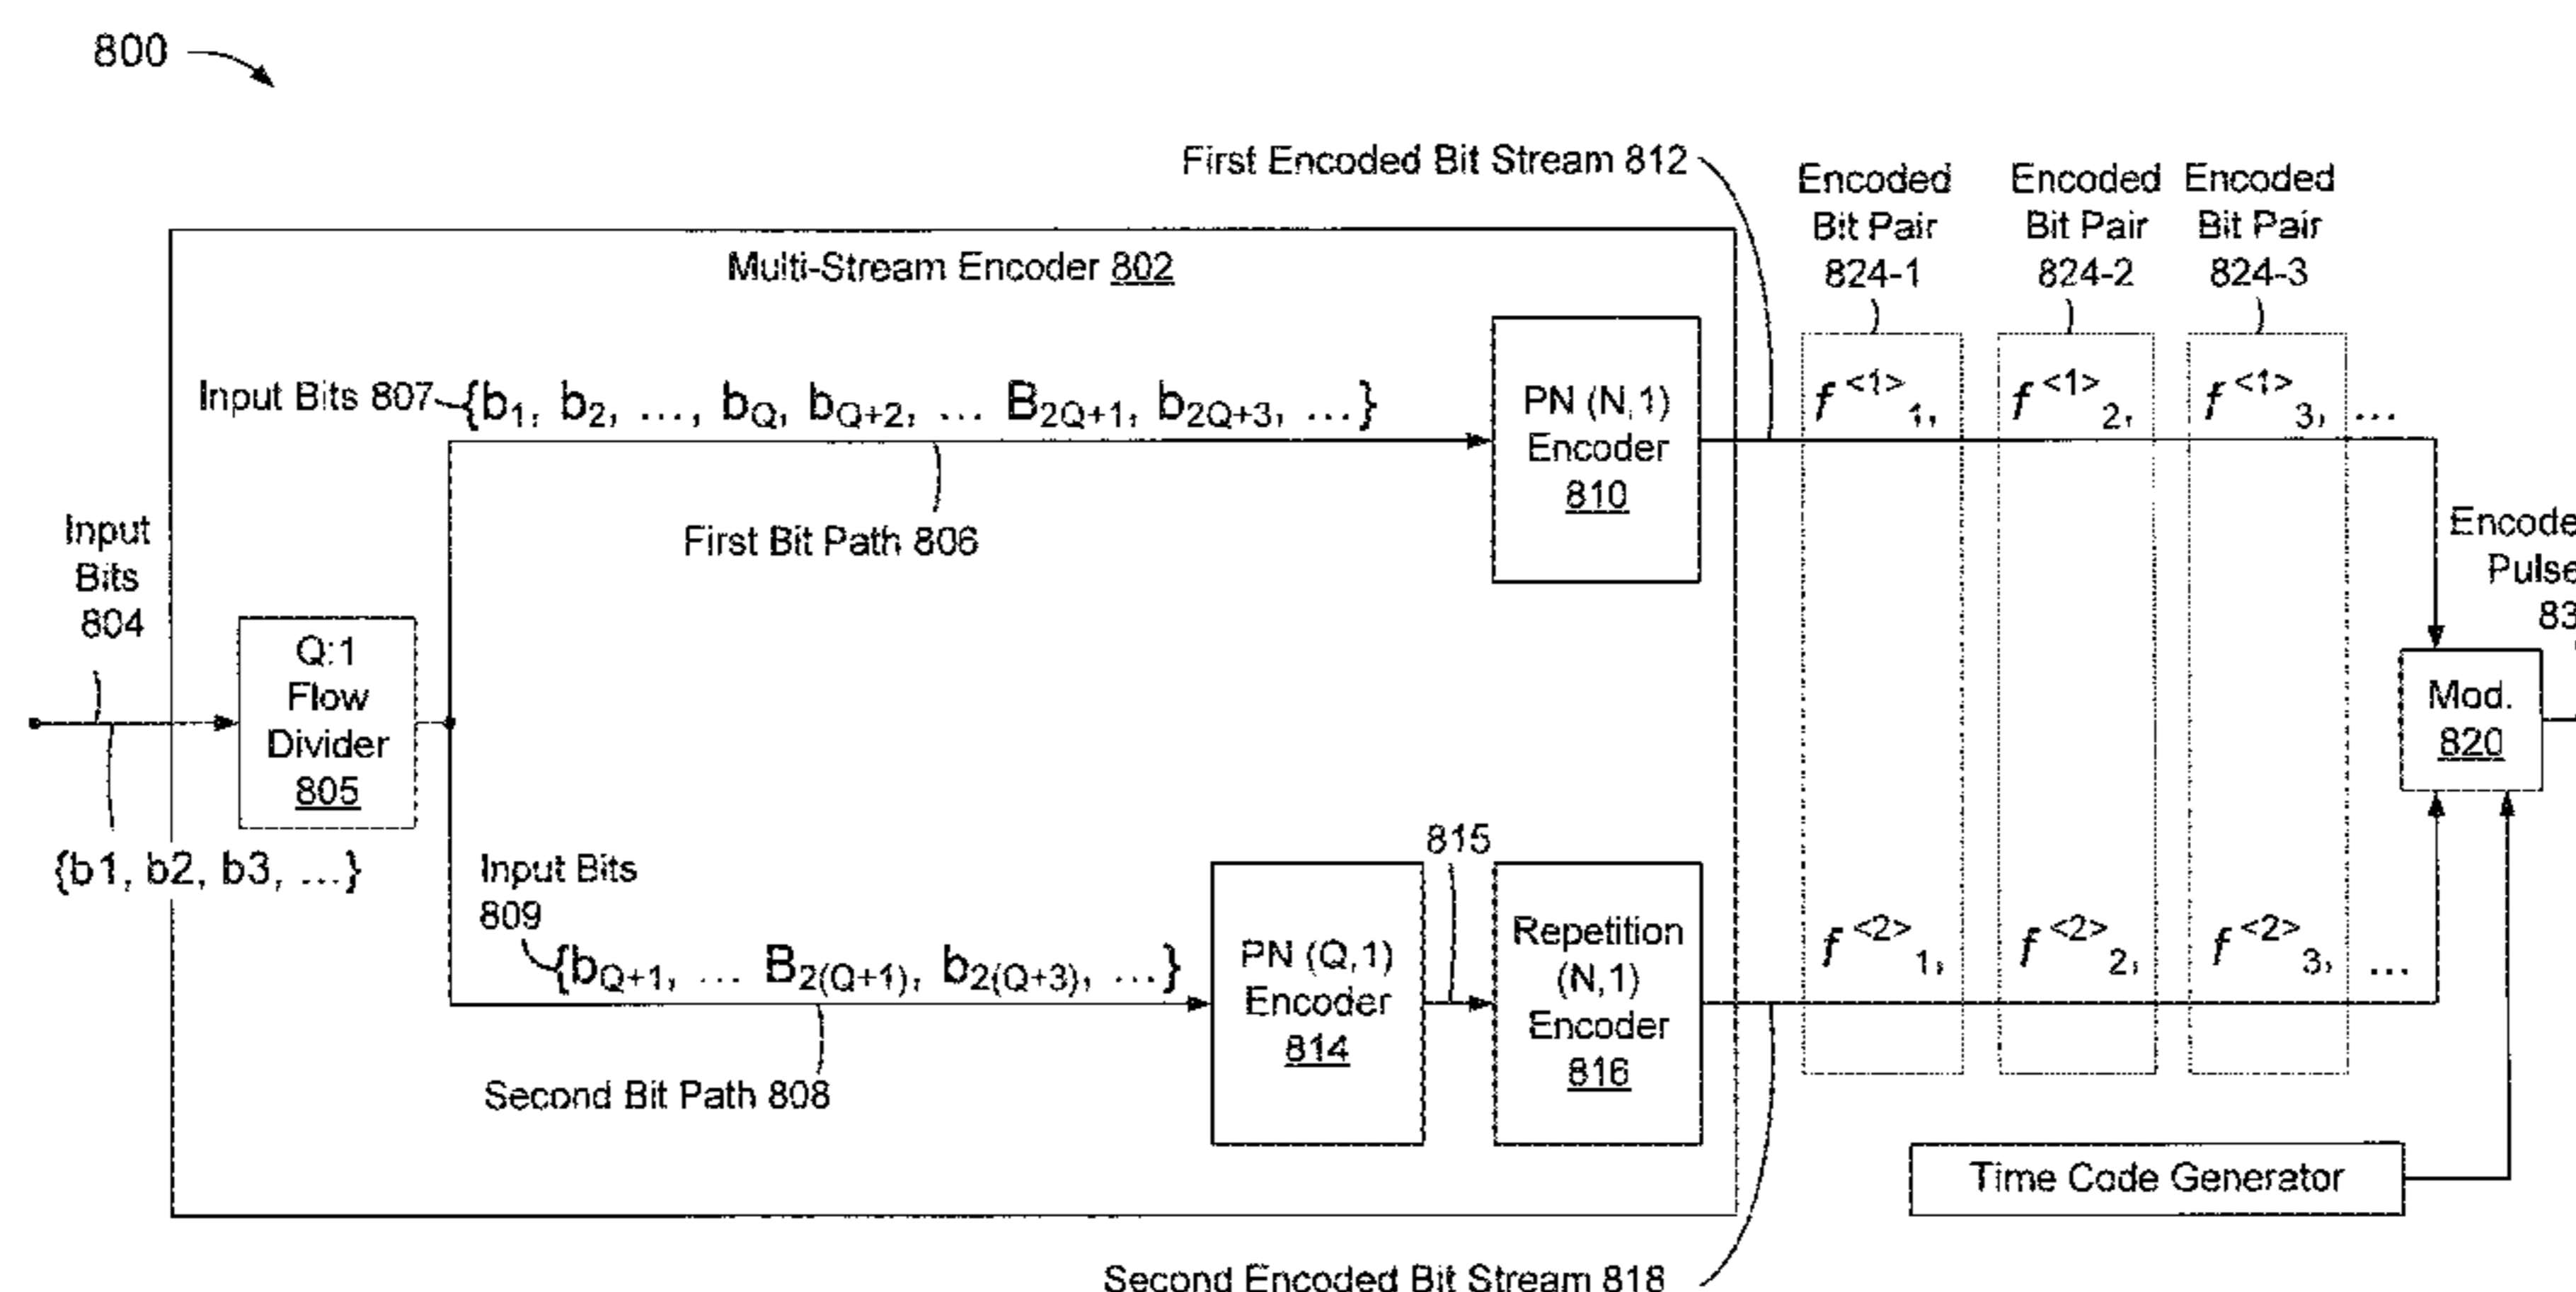 800
First Encoded Bit Stream 812
Encoded
Bit Pair
824-1
Encoded
Bit Pair
824-2
Encoded
Bit Pair
824-3
Multi-Stream Encoder 802
Input Bits 807
{b1, b2, ..., bQ, bQ+2, ... B2Q+1, b2Q+3, ...}
PN (N,1)
Encoder
810
f<1>1,
f<1>2,
f<1>3, ...
First Bit Path 806
Input
Bits
804
Q:1
Flow
Divider
805
{b1, b2, b3, ...}
Input Bits
809
{bQ+1, ... B2(Q+1), b2(Q+3), ...}
Second Bit Path 808
PN (Q,1)
Encoder
814
815
Repetition
(N,1)
Encoder
816
f<2>1,
f<2>2,
f<2>3, ...
Pulse
Mod.
820
Time Code Generator
Second Encoded Bit Stream 818